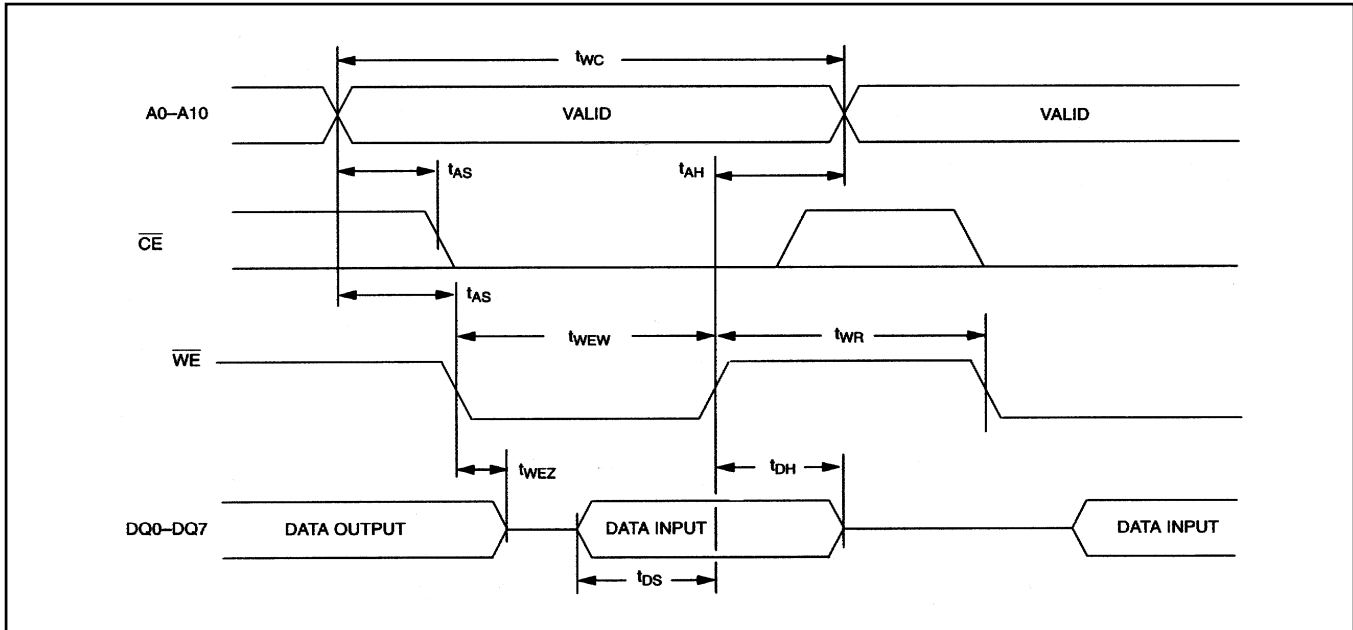 tWC
A0–A10 VALID VALID
tAS tAH
CE
tAS
tWEW tWR
WE
tWEZ tDH
DQ0–DQ7 DATA OUTPUT DATA INPUT DATA INPUT
tDS